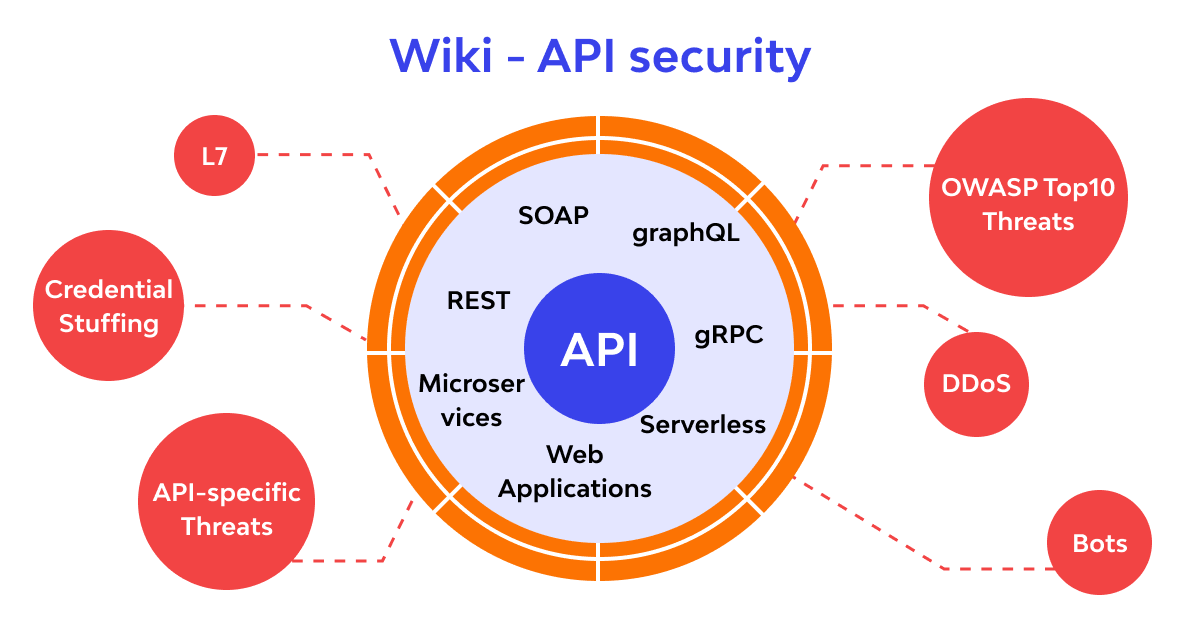 Wiki - API security
L7
OWASP Top10
Threats
SOAP
graphQL
Credential
Stuffing
REST
gRPC
API
DDoS
Microser
vices
Serverless
Web
Applications
API-specific
Threats
Bots